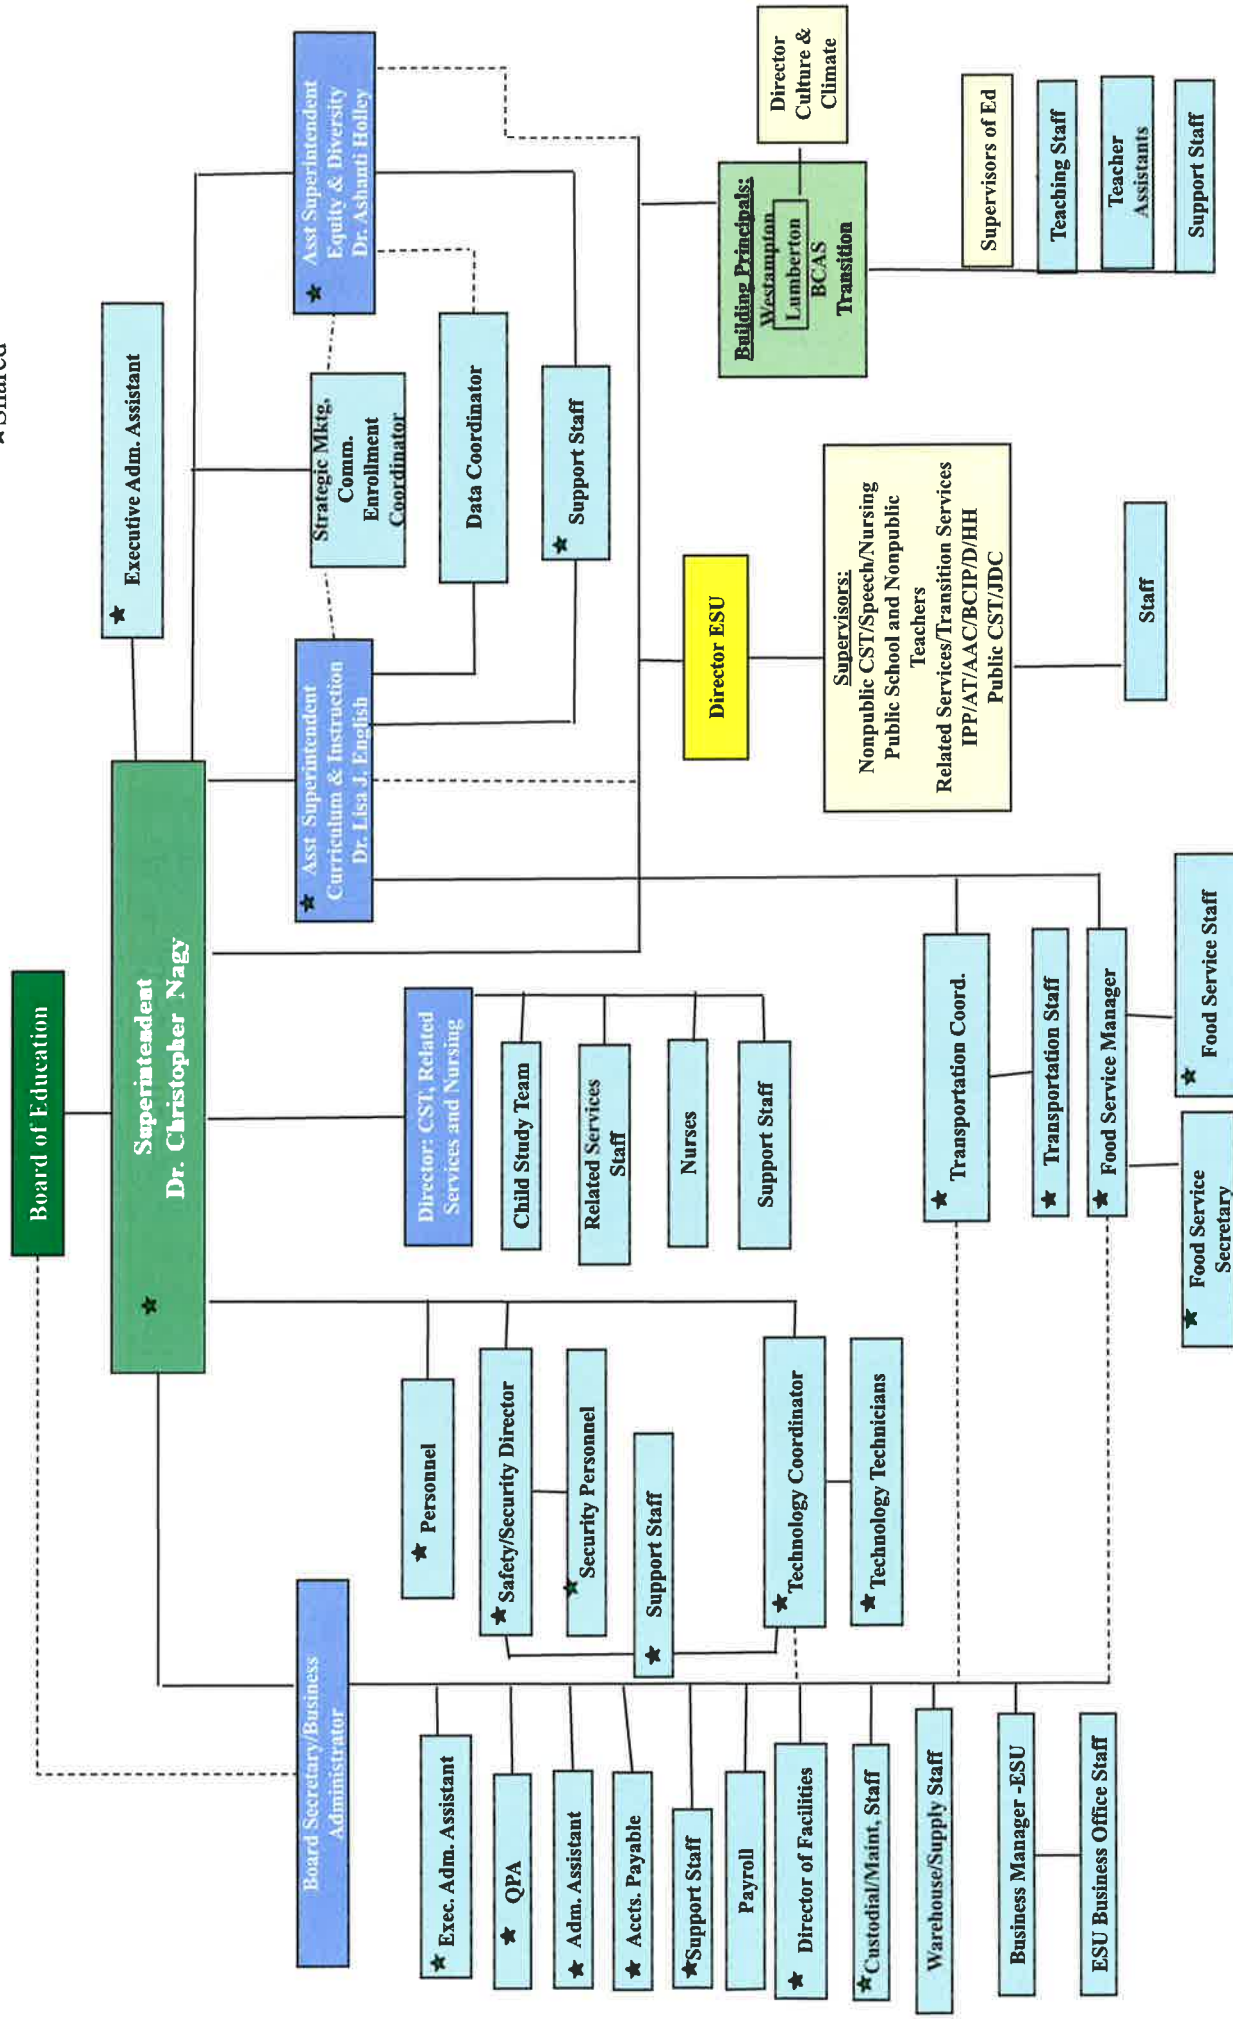 ★Shared
Board of Education
Superintendent
Dr. Christopher Nagy
★
★ Executive Adm. Assistant
Board Secretary/Business
Administrator
★ Asst Superintendent
Curriculum & Instruction
Dr. Lisa J. English
Strategic Mktg,
Comm.
Enrollment
Coordinator
★ Asst Superintendent
Equity & Diversity
Dr. Ashanti Holley
Data Coordinator
★ Support Staff
Director: CST, Related
Services and Nursing
Child Study Team
Related Services
Staff
Nurses
Support Staff
★ Personnel
★ Safety/Security Director
★ Security Personnel
★ Support Staff
★ Technology Coordinator
★ Technology Technicians
★ Exec. Adm. Assistant
★ QPA
★ Adm. Assistant
★ Accts. Payable
★Support Staff
Payroll
★ Director of Facilities
★Custodial/Maint, Staff
Warehouse/Supply Staff
Business Manager -ESU
ESU Business Office Staff
★ Transportation Coord.
★ Transportation Staff
★ Food Service Manager
★ Food Service
Secretary
★ Food Service Staff
Director ESU
Supervisors:
Nonpublic CST/Speech/Nursing
Public School and Nonpublic
Teachers
Related Services/Transition Services
IPP/AT/AAC/BCIP/D/HH
Public CST/JDC
Staff
Building Principals:
Westampton
Lumberton
BCAS
Transition
Director
Culture &
Climate
Supervisors of Ed
Teaching Staff
Teacher
Assistants
Support Staff